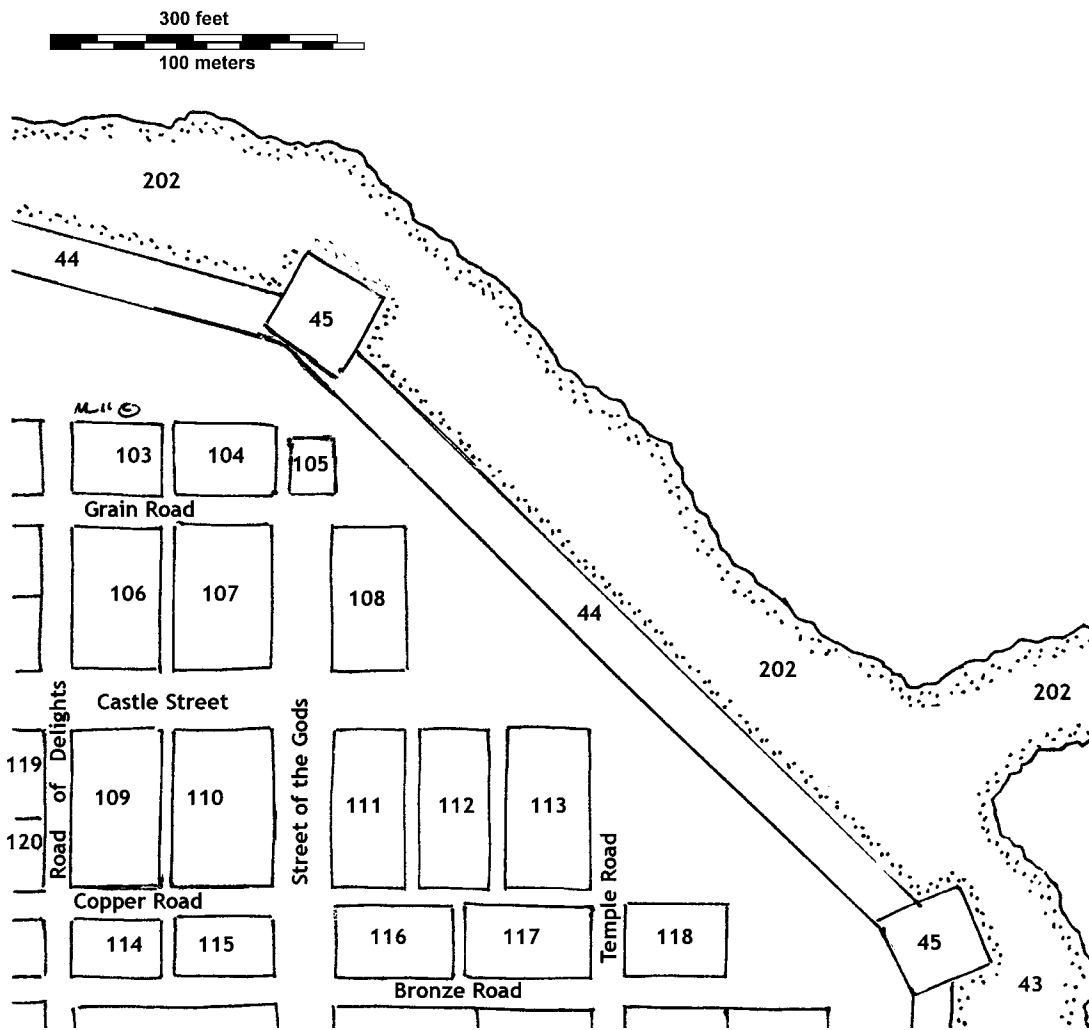 300 feet
100 meters
202
44
45
103
104
105
Grain Road
106
107
108
44
202
202
Castle Street
Road of Delights
Street of the Gods
119
109
110
111
112
113
120
Temple Road
Copper Road
114
115
116
117
118
45
43
Bronze Road